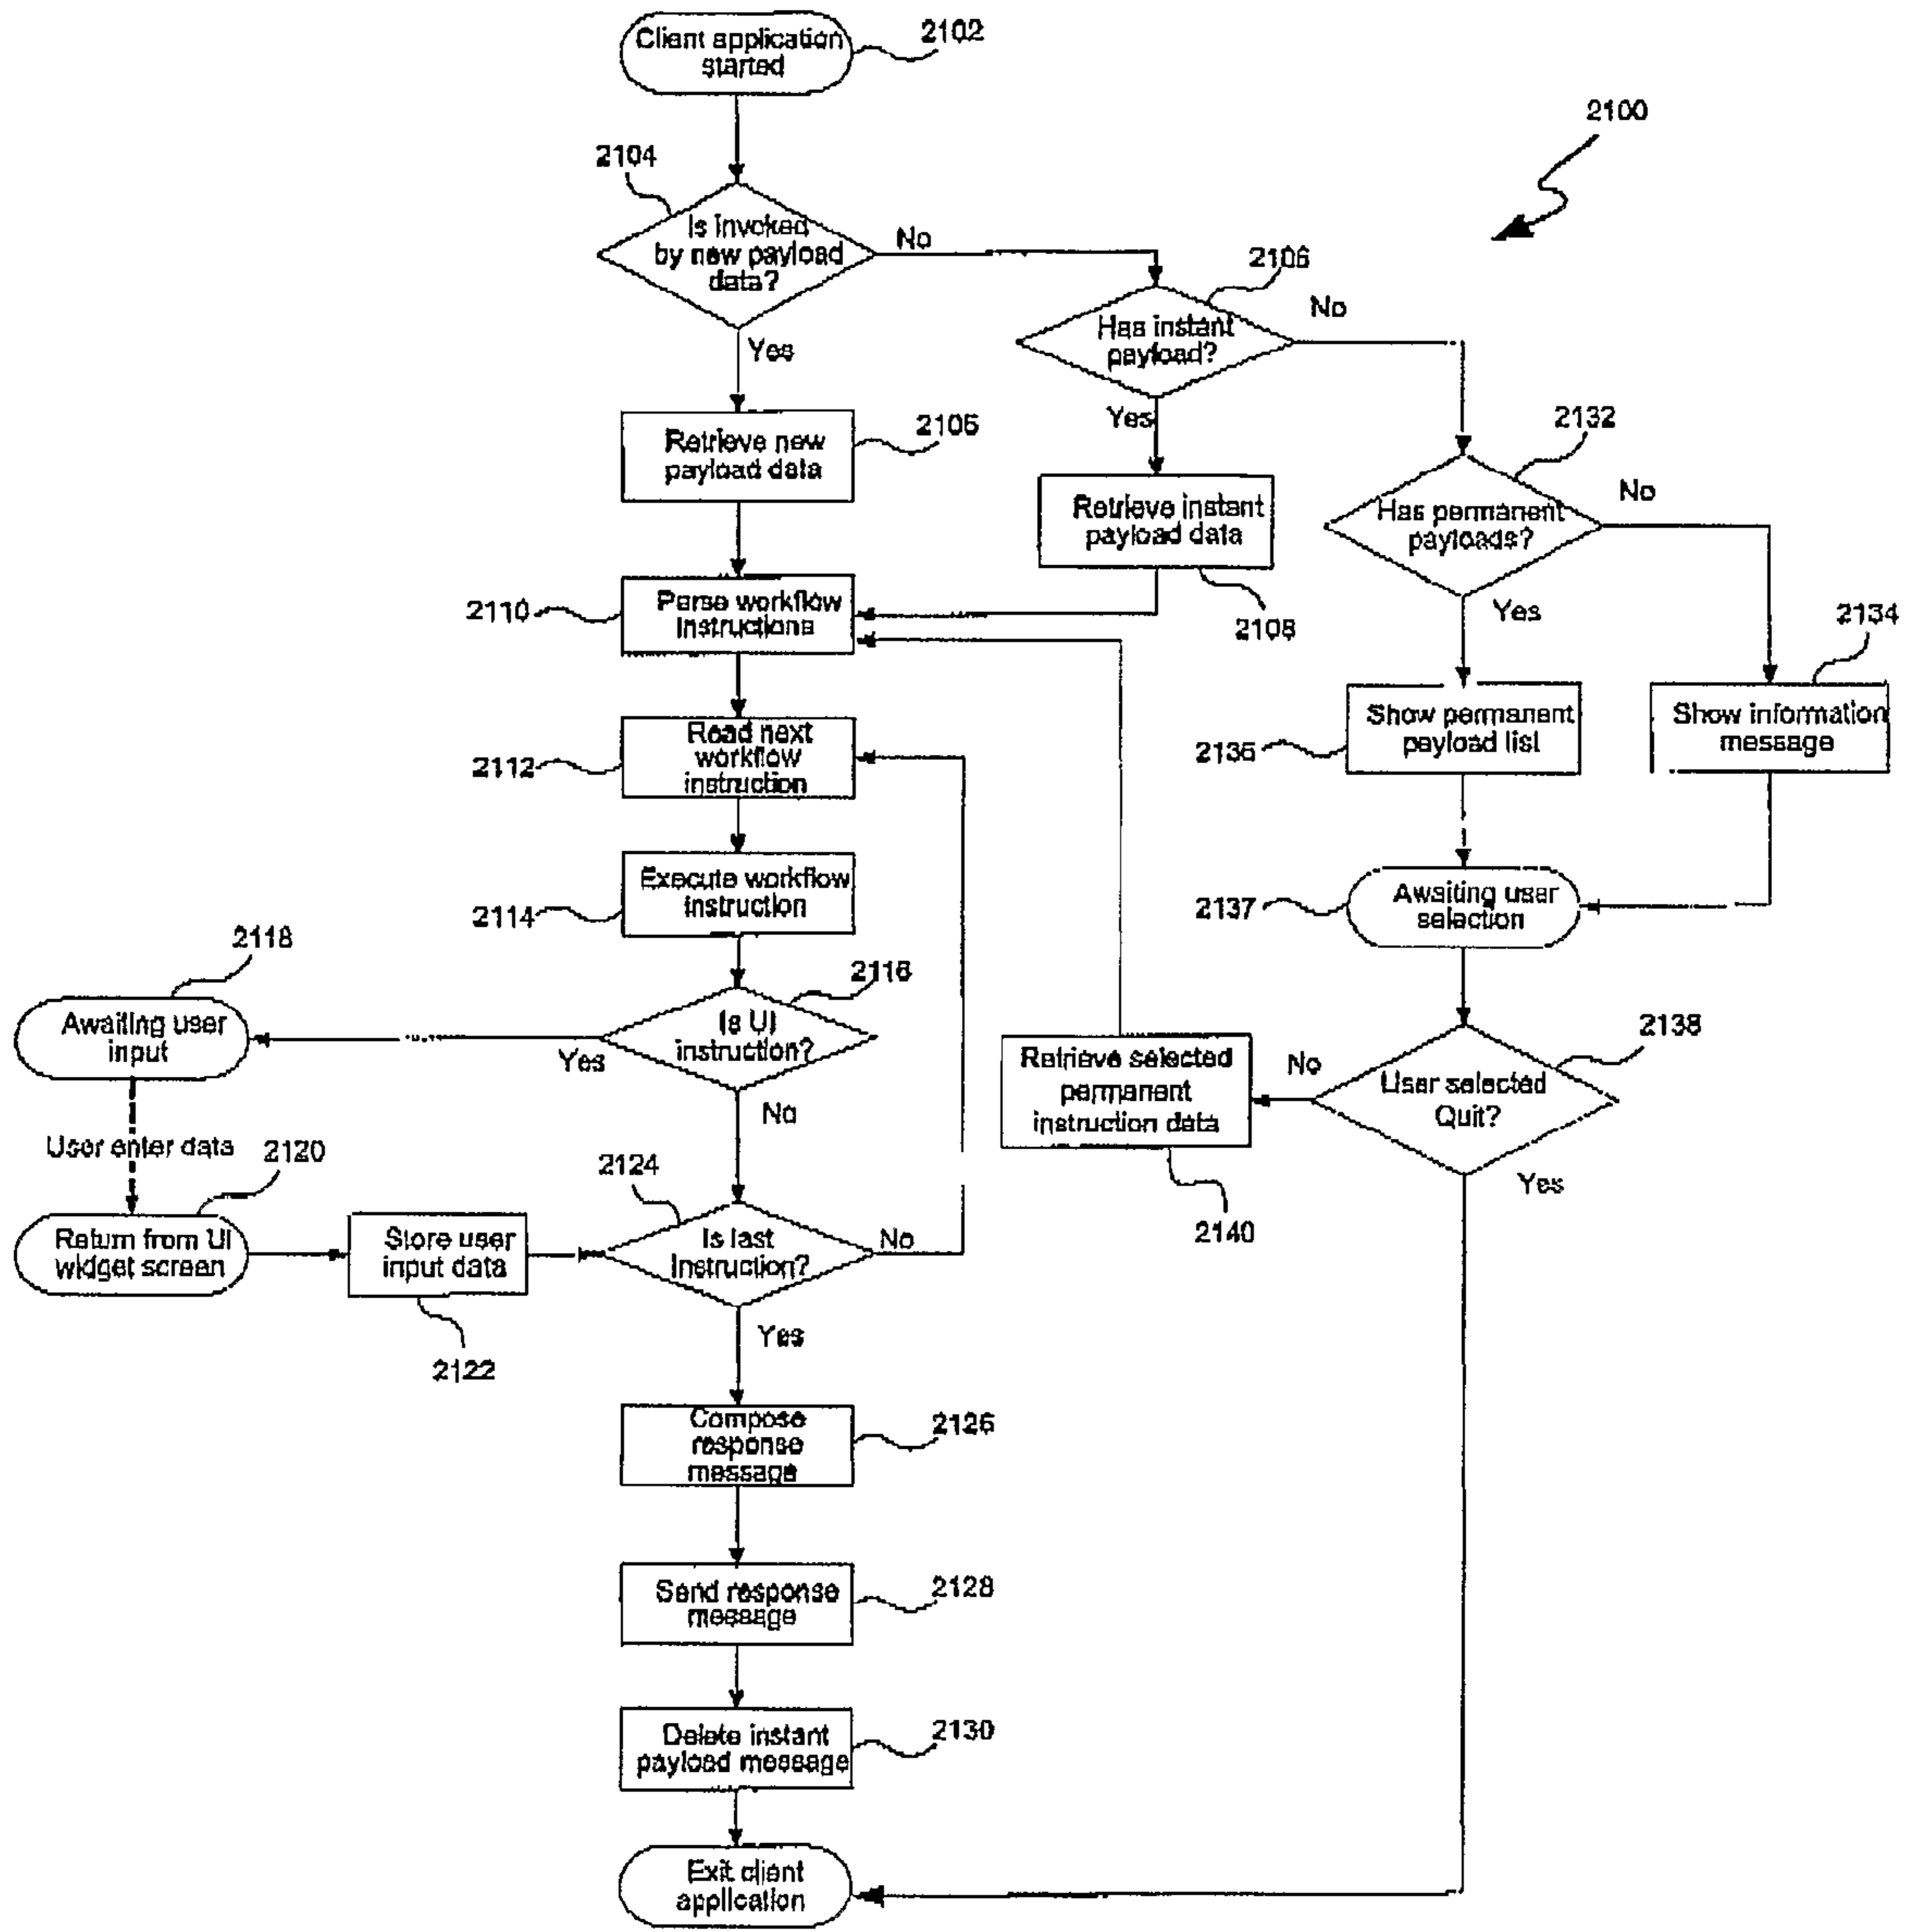 Client application
started
2102
2100
2104
Is invoked
by new payload
data?
No
Yes
2106
Has instant
payload?
No
Yes
Retrieve new
payload data
2105
Retrieve instant
payload data
2108
2132
Has permanent
payloads?
No
Yes
2110
Parse workflow
instructions
2134
Show information
message
2136
Show permanent
payload list
2112
Read next
workflow
instruction
2114
Execute workflow
instruction
2137
Awaiting user
selection
2118
Awaiting user
input
2116
Is UI
instruction?
Yes
No
2138
User selected
Quit?
No
Yes
Retrieve selected
permanent
instruction data
2140
User enter data
2120
Return from UI
widget screen
Store user
input data
2122
2124
Is last
Instruction?
No
Yes
Compose
response
message
2126
Send response
message
2128
Delete instant
payload message
2130
Exit client
application